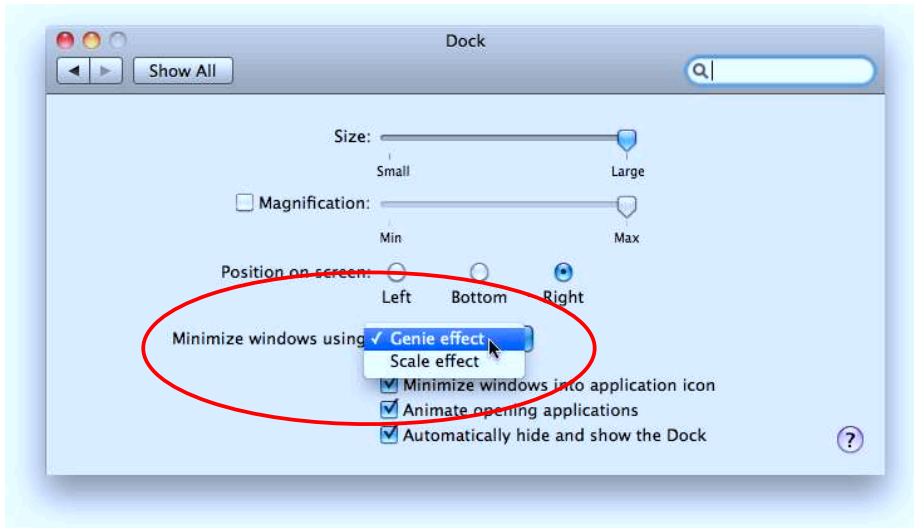 Dock
Show All
Size:
Small Large
Magnification:
Min Max
Position on screen:
Left Bottom Right
Minimize windows using
✓ Genie effect
Scale effect
Minimize windows into application icon
Animate opening applications
Automatically hide and show the Dock
?